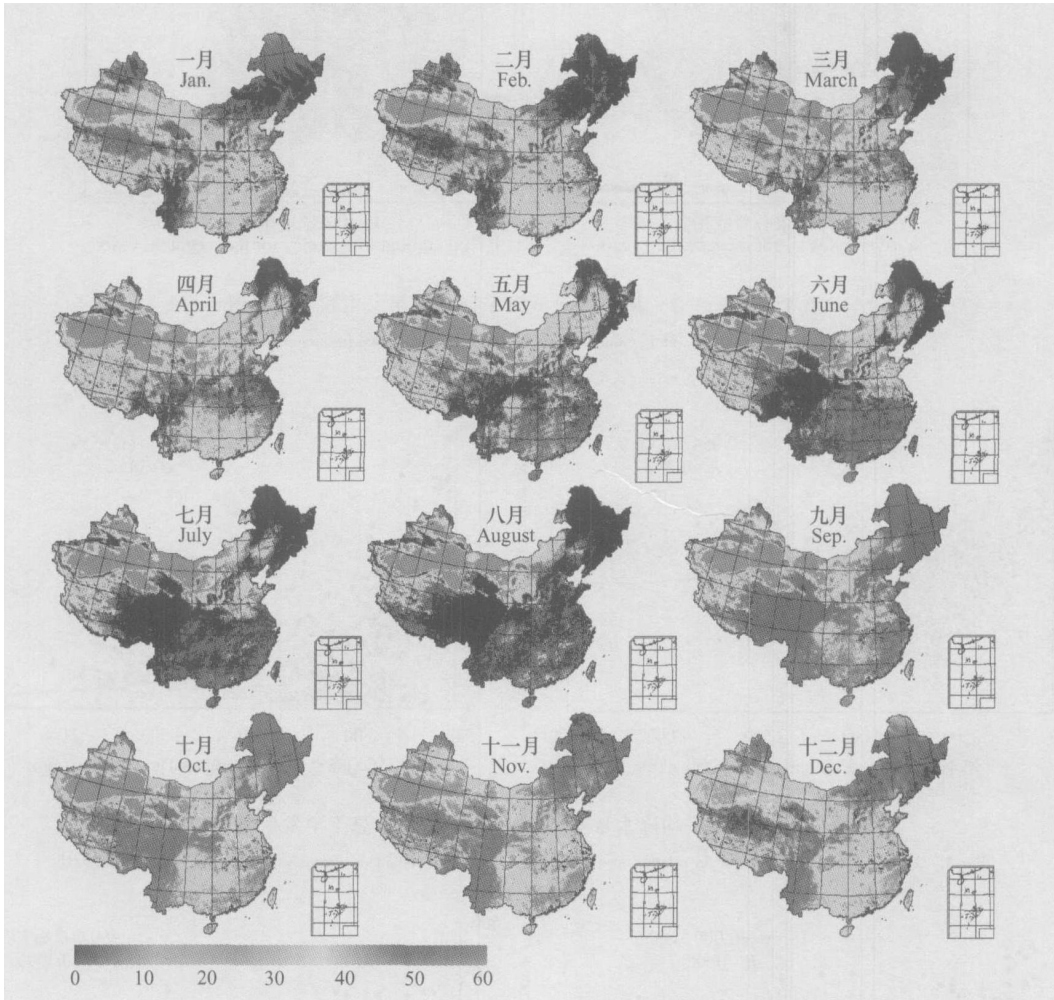 一月
Jan.
二月
Feb.
三月
March
四月
April
五月
May
六月
June
七月
July
八月
August
九月
Sep.
十月
Oct.
十一月
Nov.
十二月
Dec.
0 10 20 30 40 50 60